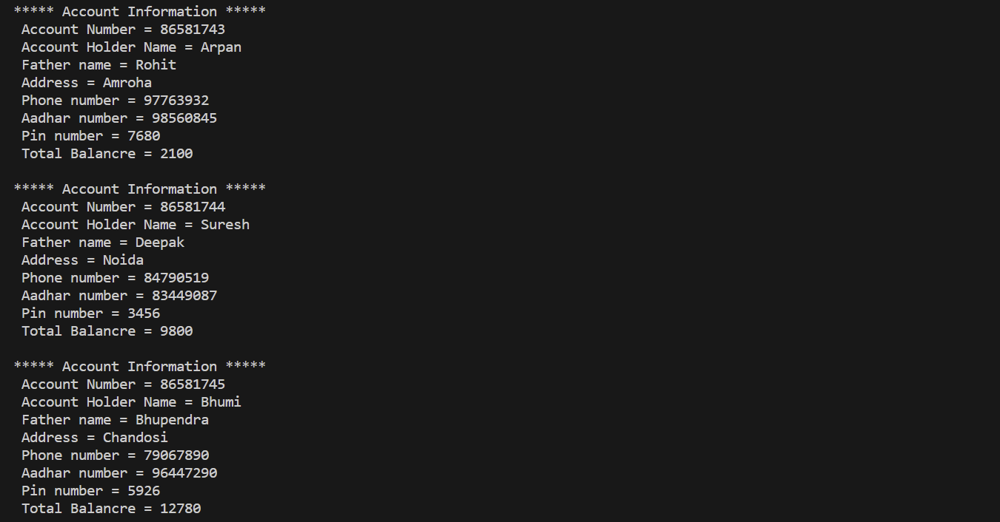 ***** Account Information *****
Account Number = 86581743
Account Holder Name = Arpan
Father name = Rohit
Address = Amroha
Phone number = 97763932
Aadhar number = 98560845
Pin number = 7680
Total Balancre = 2100

***** Account Information *****
Account Number = 86581744
Account Holder Name = Suresh
Father name = Deepak
Address = Noida
Phone number = 84790519
Aadhar number = 83449087
Pin number = 3456
Total Balancre = 9800

***** Account Information *****
Account Number = 86581745
Account Holder Name = Bhumi
Father name = Bhupendra
Address = Chandosi
Phone number = 79067890
Aadhar number = 96447290
Pin number = 5926
Total Balancre = 12780